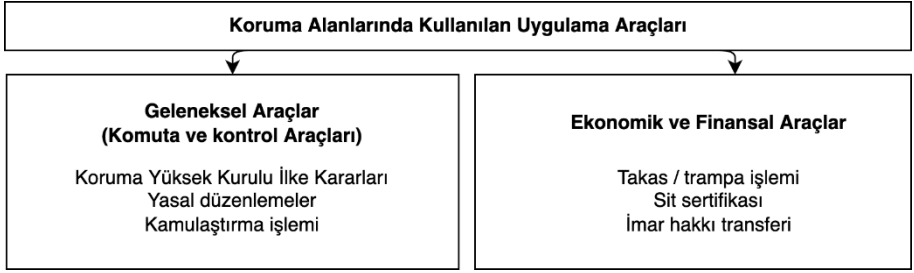 Koruma Alanlarında Kullanılan Uygulama Araçları
Geleneksel Araçlar
(Komuta ve kontrol Araçları)
Koruma Yüksek Kurulu İlke Kararları
Yasal düzenlemeler
Kamulaştırma işlemi
Ekonomik ve Finansal Araçlar
Takas / trampa işlemi
Sit sertifikası
İmar hakkı transferi